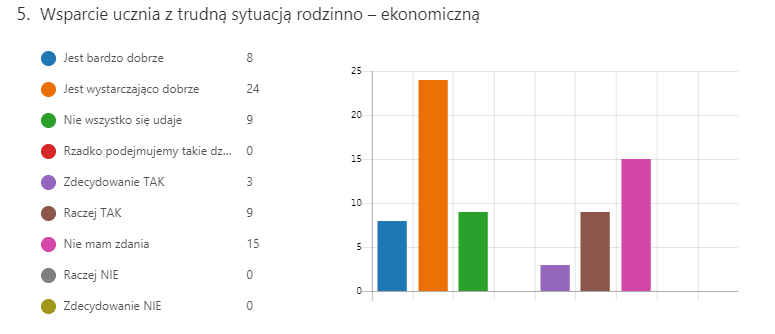 5. Wsparcie ucznia z trudną sytuacją rodzinno – ekonomiczną
Jest bardzo dobrze 8
Jest wystarczająco dobrze 24
Nie wszystko się udaje 9
Rzadko podejmujemy takie dz... 0
Zdecydowanie TAK 3
Raczej TAK 9
Nie mam zdania 15
Raczej NIE 0
Zdecydowanie NIE 0
25
20
15
10
5
0